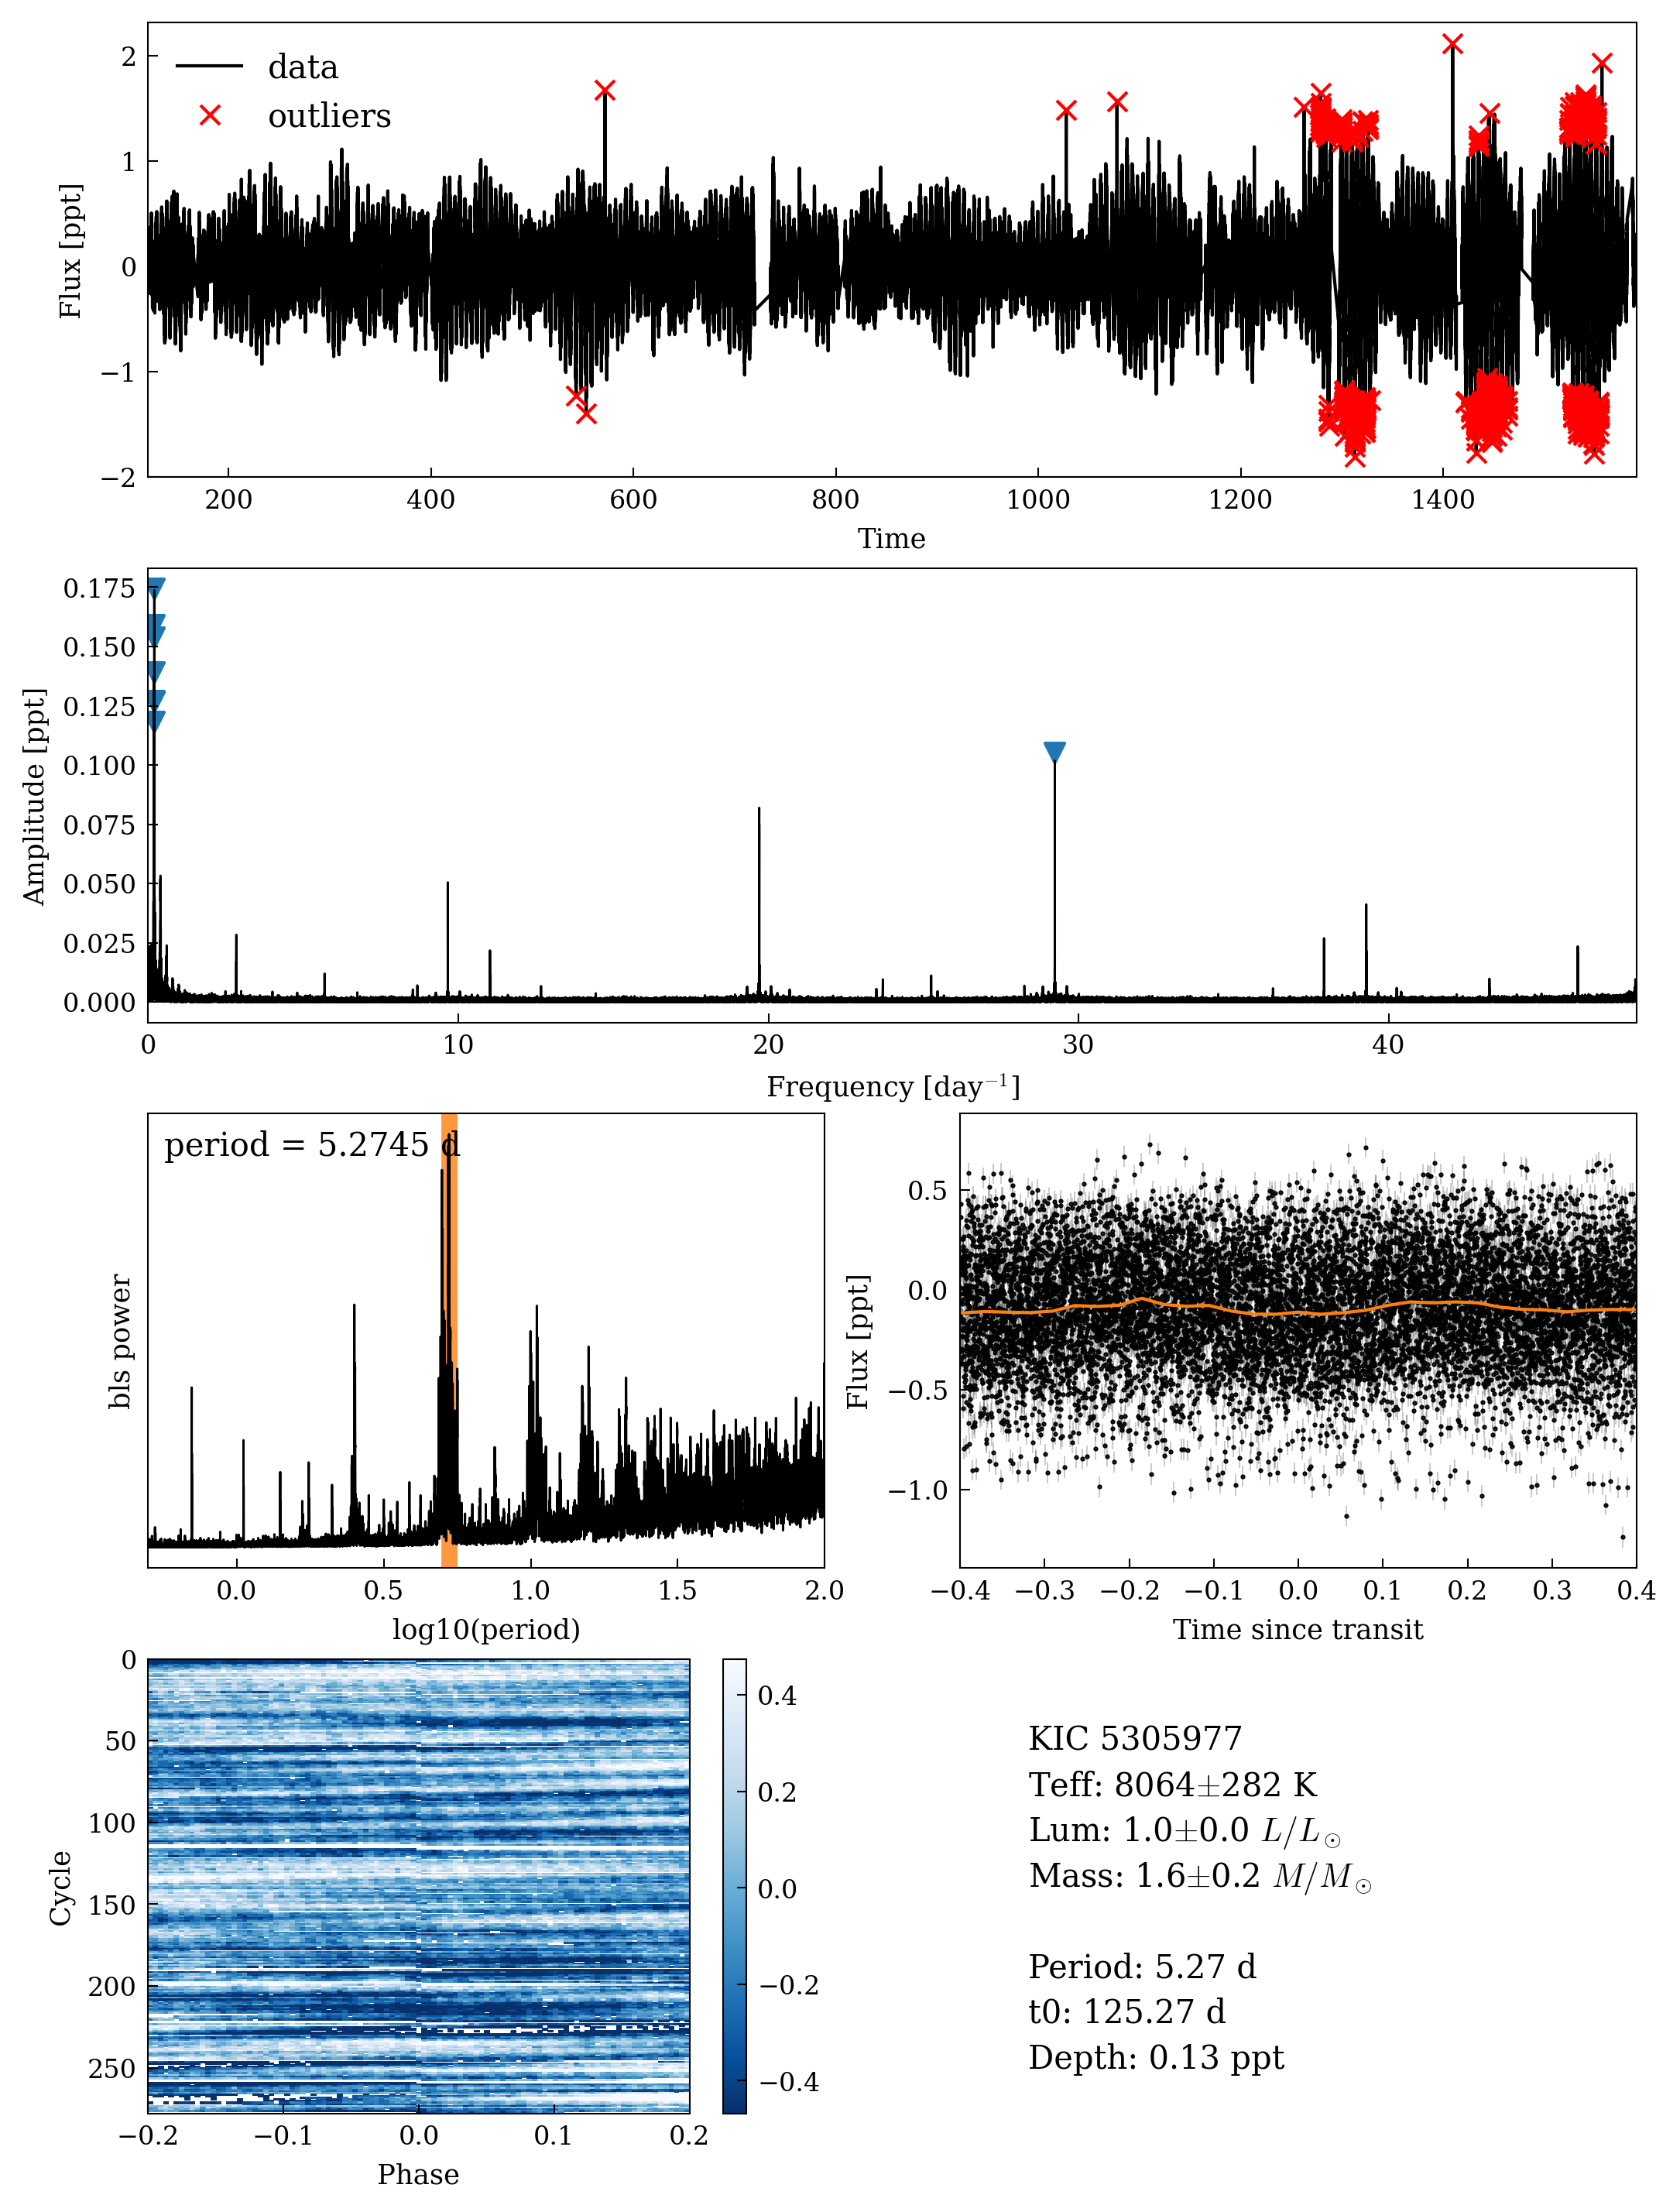 2
1
0
−1
−2
Flux [ppt]
data
outliers
200
400
600
800
1000
1200
1400
Time
0.175
0.150
0.125
0.100
0.075
0.050
0.025
0.000
Amplitude [ppt]
0
10
20
30
40
Frequency [day⁻¹]
period = 5.2745 d
bls power
0.0
0.5
1.0
1.5
2.0
log10(period)
0.5
0.0
−0.5
−1.0
Flux [ppt]
−0.4
−0.3
−0.2
−0.1
0.0
0.1
0.2
0.3
0.4
Time since transit
0
50
100
150
200
250
Cycle
−0.2
−0.1
0.0
0.1
0.2
Phase
0.4
0.2
0.0
−0.2
−0.4
KIC 5305977
Teff: 8064±282 K
Lum: 1.0±0.0 L/L⊙
Mass: 1.6±0.2 M/M⊙
Period: 5.27 d
t0: 125.27 d
Depth: 0.13 ppt